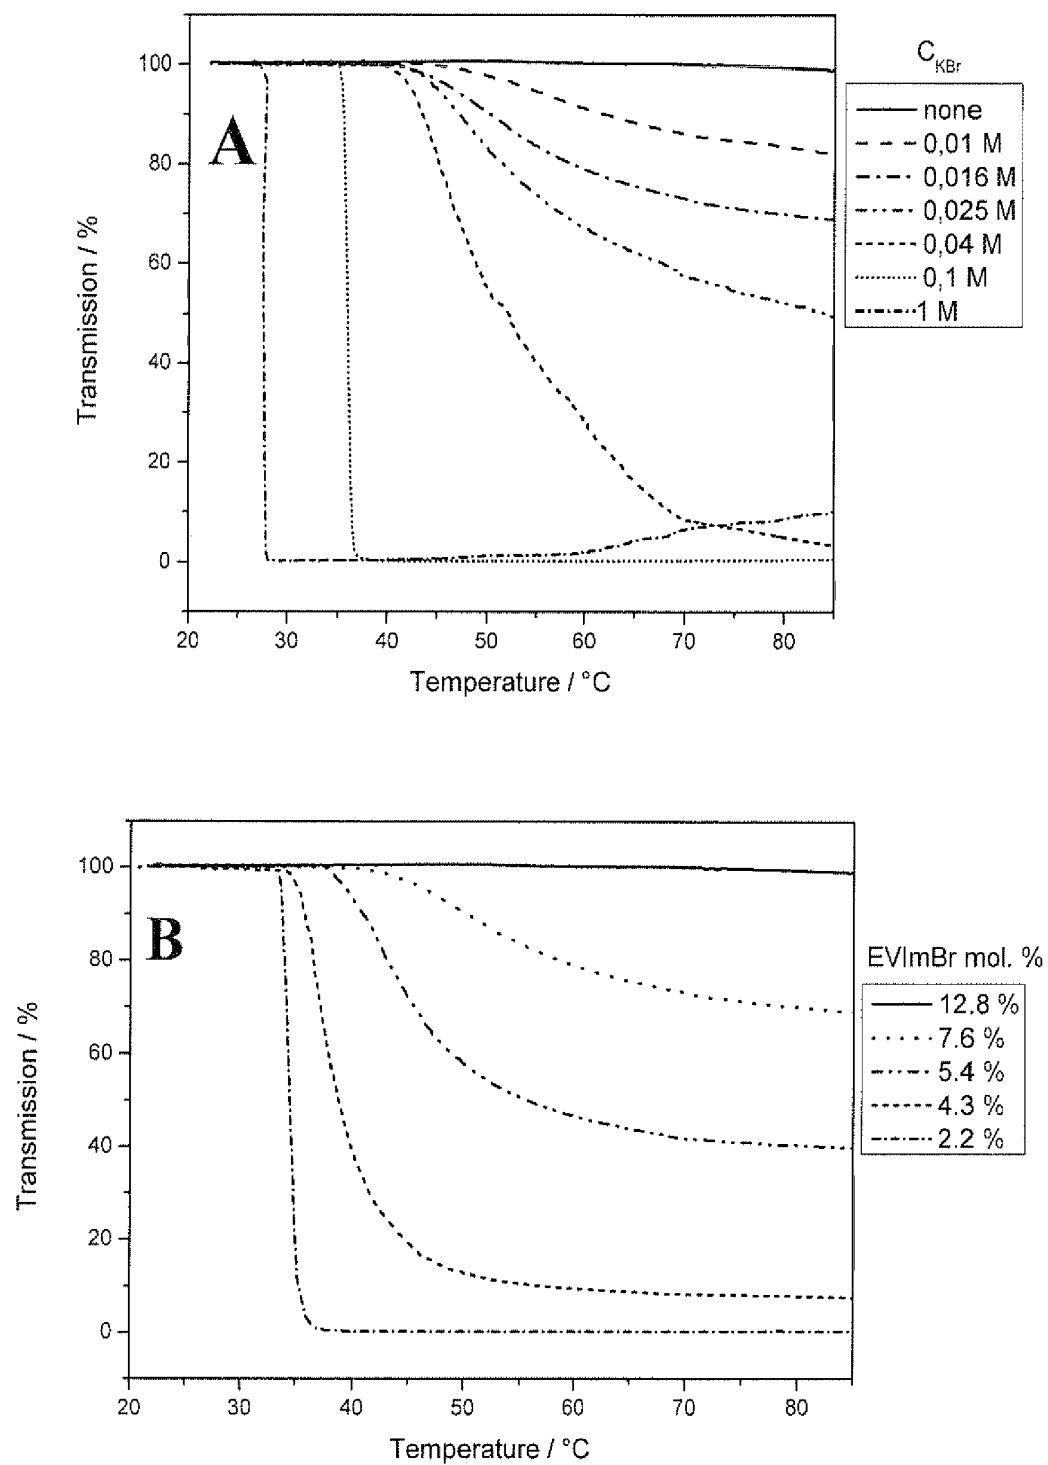 A
Transmission / %
100
80
60
40
20
0
20 30 40 50 60 70 80
Temperature / °C
C KBr
none
0,01 M
0,016 M
0,025 M
0,04 M
0,1 M
1 M
B
Transmission / %
100
80
60
40
20
0
20 30 40 50 60 70 80
Temperature / °C
EVImBr mol. %
12.8 %
7.6 %
5.4 %
4.3 %
2.2 %